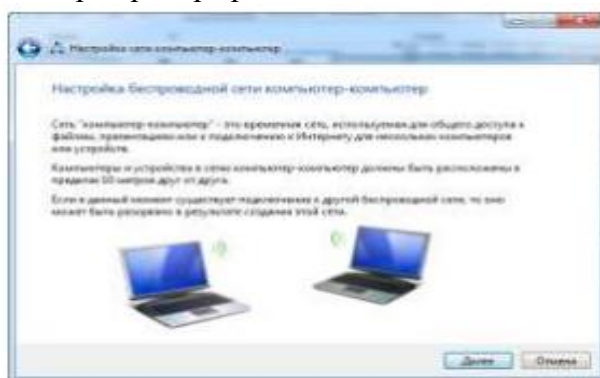 Настройка сети компьютер-компьютер
Настройка беспроводной сети компьютер-компьютер
Сеть "компьютер-компьютер" - это временная сеть, используемая для общего доступа к
файлам, презентациям или к подключению к Интернету для нескольких компьютеров
или устройств.
Компьютеры и устройства в сетях компьютер-компьютер должны быть расположены в
пределах 10 метров друг от друга.
Если в данный момент существует подключение к другой беспроводной сети, то оно
может быть разорвано в результате создания этой сети.
Далее Отмена